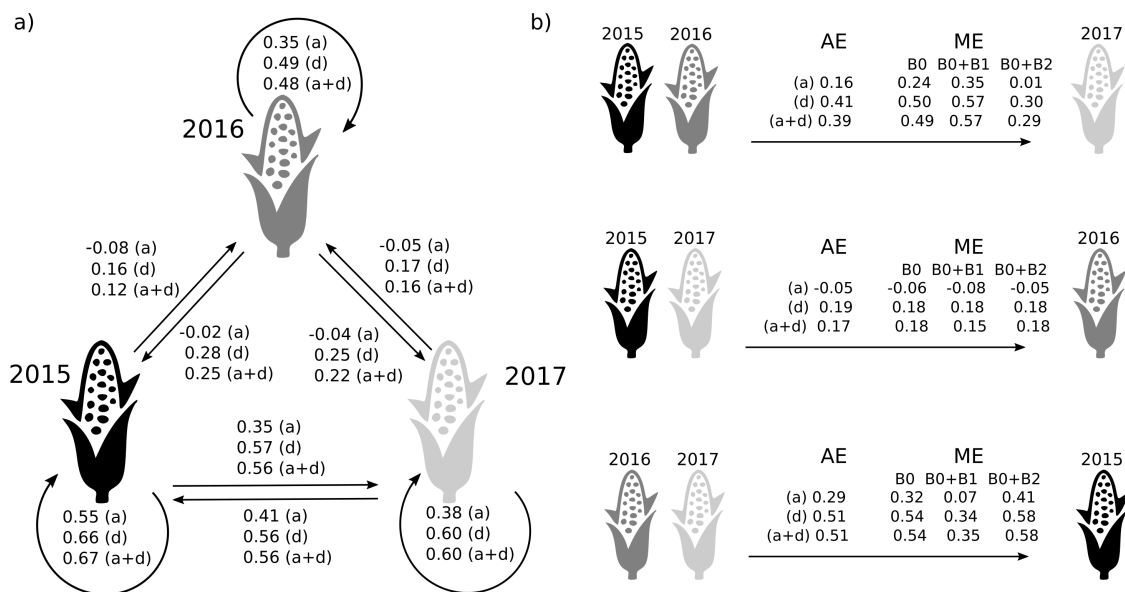 a)
0.35 (a)
0.49 (d)
0.48 (a+d)
2016
-0.08 (a)
0.16 (d)
0.12 (a+d)
-0.05 (a)
0.17 (d)
0.16 (a+d)
-0.02 (a)
0.28 (d)
0.25 (a+d)
-0.04 (a)
0.25 (d)
0.22 (a+d)
2015
2017
0.35 (a)
0.57 (d)
0.56 (a+d)
0.41 (a)
0.56 (d)
0.56 (a+d)
0.55 (a)
0.66 (d)
0.67 (a+d)
0.38 (a)
0.60 (d)
0.60 (a+d)
b)
2015 2016 AE ME 2017
B0 B0+B1 B0+B2
(a) 0.16 0.24 0.35 0.01
(d) 0.41 0.50 0.57 0.30
(a+d) 0.39 0.49 0.57 0.29
2015 2017 AE ME 2016
B0 B0+B1 B0+B2
(a) -0.05 -0.06 -0.08 -0.05
(d) 0.19 0.18 0.18 0.18
(a+d) 0.17 0.18 0.15 0.18
2016 2017 AE ME 2015
B0 B0+B1 B0+B2
(a) 0.29 0.32 0.07 0.41
(d) 0.51 0.54 0.34 0.58
(a+d) 0.51 0.54 0.35 0.58